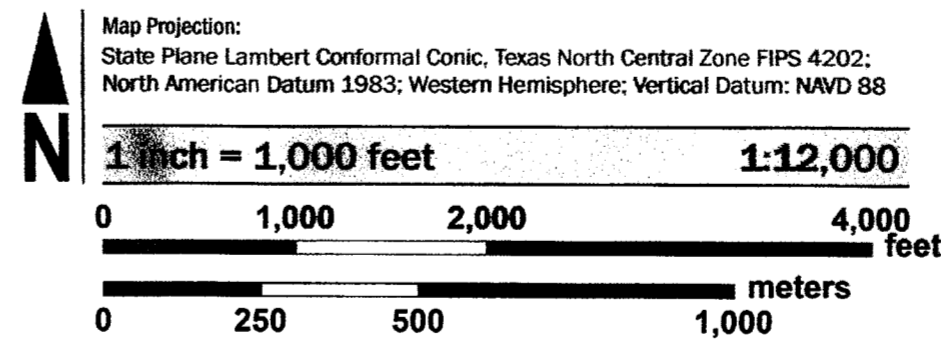 Map Projection:
State Plane Lambert Conformal Conic, Texas North Central Zone FIPS 4202;
North American Datum 1983; Western Hemisphere; Vertical Datum: NAVD 88
N
1 inch = 1,000 feet 1:12,000
0 1,000 2,000 4,000
feet
meters
0 250 500 1,000